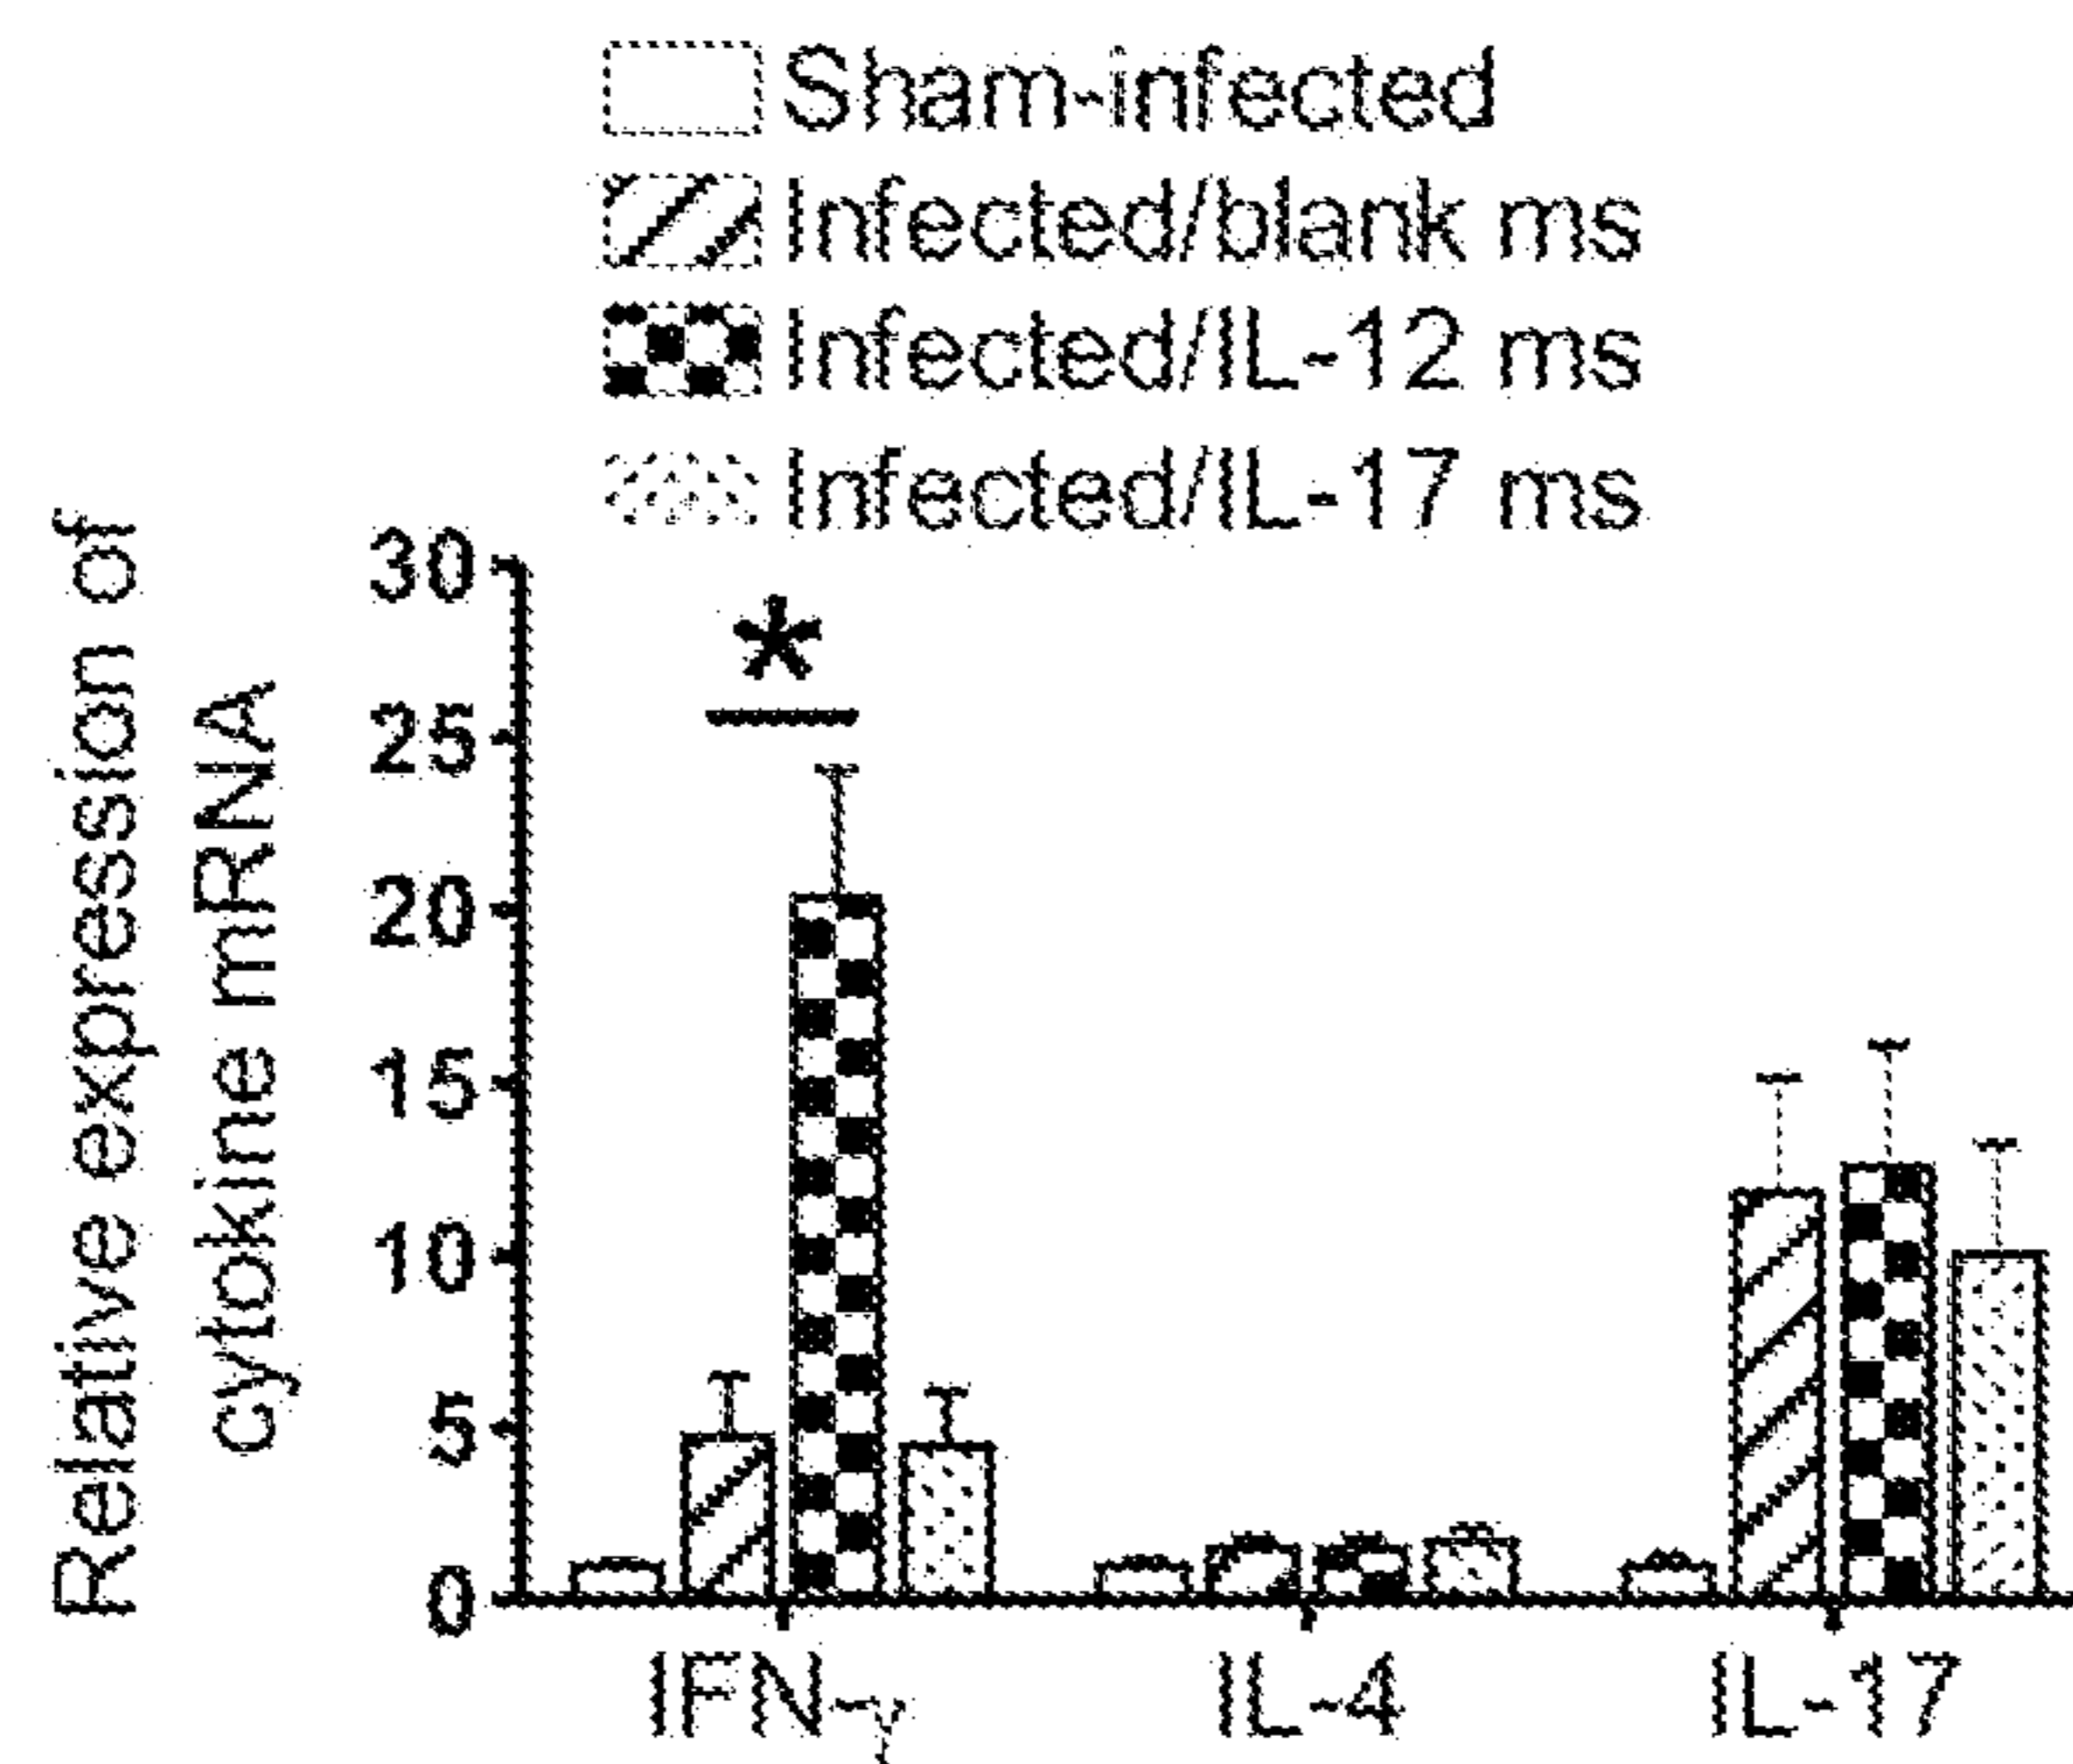 Sham-infected
Infected/blank ms
Infected/IL-12 ms
Infected/IL-17 ms
Relative expression of
cytokine mRNA
30
25
*
20
15
10
5
0
IFN-γ IL-4 IL-17